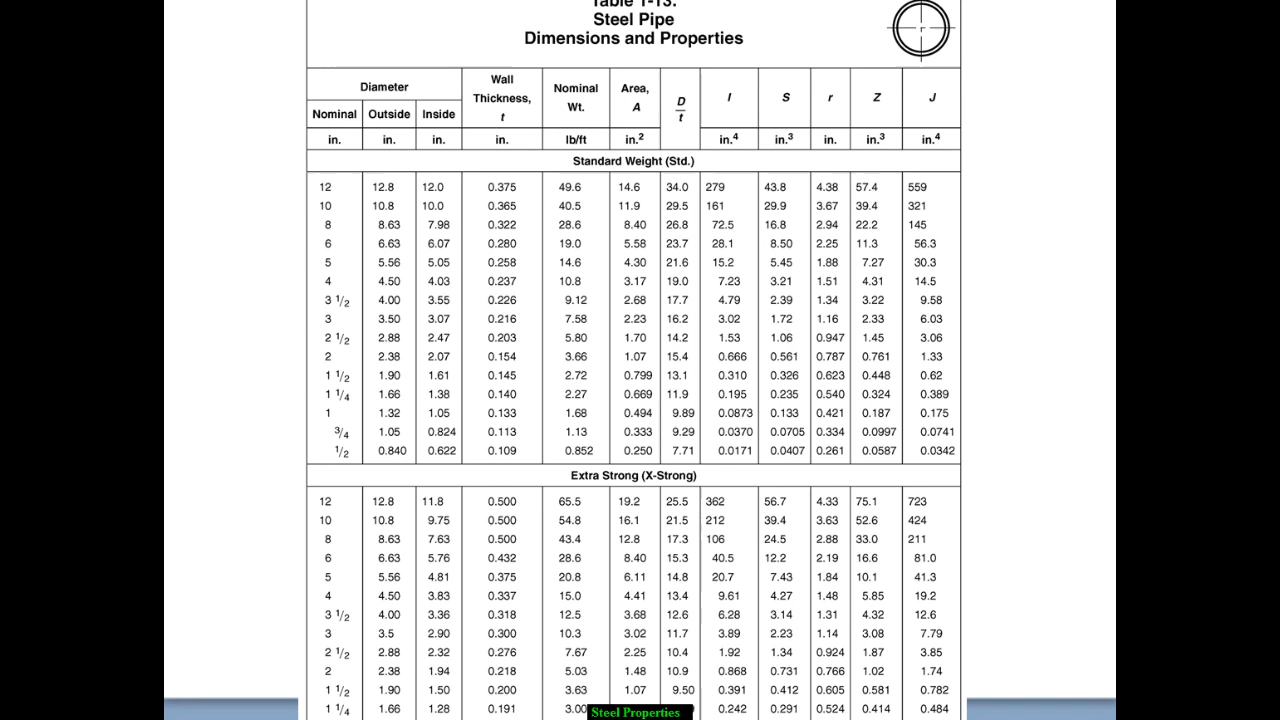 Table 1-13.
Steel Pipe
Dimensions and Properties
Diameter Wall Thickness, t Nominal Wt. Area, A D/t I S r Z J
Nominal Outside Inside
in. in. in. in. lb/ft in.2 in.4 in.3 in. in.3 in.4
Standard Weight (Std.)
12 12.8 12.0 0.375 49.6 14.6 34.0 279 43.8 4.38 57.4 559
10 10.8 10.0 0.365 40.5 11.9 29.5 161 29.9 3.67 39.4 321
8 8.63 7.98 0.322 28.6 8.40 26.8 72.5 16.8 2.94 22.2 145
6 6.63 6.07 0.280 19.0 5.58 23.7 28.1 8.50 2.25 11.3 56.3
5 5.56 5.05 0.258 14.6 4.30 21.6 15.2 5.45 1.88 7.27 30.3
4 4.50 4.03 0.237 10.8 3.17 19.0 7.23 3.21 1.51 4.31 14.5
3 1/2 4.00 3.55 0.226 9.12 2.68 17.7 4.79 2.39 1.34 3.22 9.58
3 3.50 3.07 0.216 7.58 2.23 16.2 3.02 1.72 1.16 2.33 6.03
2 1/2 2.88 2.47 0.203 5.80 1.70 14.2 1.53 1.06 0.947 1.45 3.06
2 2.38 2.07 0.154 3.66 1.07 15.4 0.666 0.561 0.787 0.761 1.33
1 1/2 1.90 1.61 0.145 2.72 0.799 13.1 0.310 0.326 0.623 0.448 0.62
1 1/4 1.66 1.38 0.140 2.27 0.669 11.9 0.195 0.235 0.540 0.324 0.389
1 1.32 1.05 0.133 1.68 0.494 9.89 0.0873 0.133 0.421 0.187 0.175
3/4 1.05 0.824 0.113 1.13 0.333 9.29 0.0370 0.0705 0.334 0.0997 0.0741
1/2 0.840 0.622 0.109 0.852 0.250 7.71 0.0171 0.0407 0.261 0.0587 0.0342
Extra Strong (X-Strong)
12 12.8 11.8 0.500 65.5 19.2 25.5 362 56.7 4.33 75.1 723
10 10.8 9.75 0.500 54.8 16.1 21.5 212 39.4 3.63 52.6 424
8 8.63 7.63 0.500 43.4 12.8 17.3 106 24.5 2.88 33.0 211
6 6.63 5.76 0.432 28.6 8.40 15.3 40.5 12.2 2.19 16.6 81.0
5 5.56 4.81 0.375 20.8 6.11 14.8 20.7 7.43 1.84 10.1 41.3
4 4.50 3.83 0.337 15.0 4.41 13.4 9.61 4.27 1.48 5.85 19.2
3 1/2 4.00 3.36 0.318 12.5 3.68 12.6 6.28 3.14 1.31 4.32 12.6
3 3.5 2.90 0.300 10.3 3.02 11.7 3.89 2.23 1.14 3.08 7.79
2 1/2 2.88 2.32 0.276 7.67 2.25 10.4 1.92 1.34 0.924 1.87 3.85
2 2.38 1.94 0.218 5.03 1.48 10.9 0.868 0.731 0.766 1.02 1.74
1 1/2 1.90 1.50 0.200 3.63 1.07 9.50 0.391 0.412 0.605 0.581 0.782
1 1/4 1.66 1.28 0.191 3.00 0.242 0.291 0.524 0.414 0.484
Steel Properties